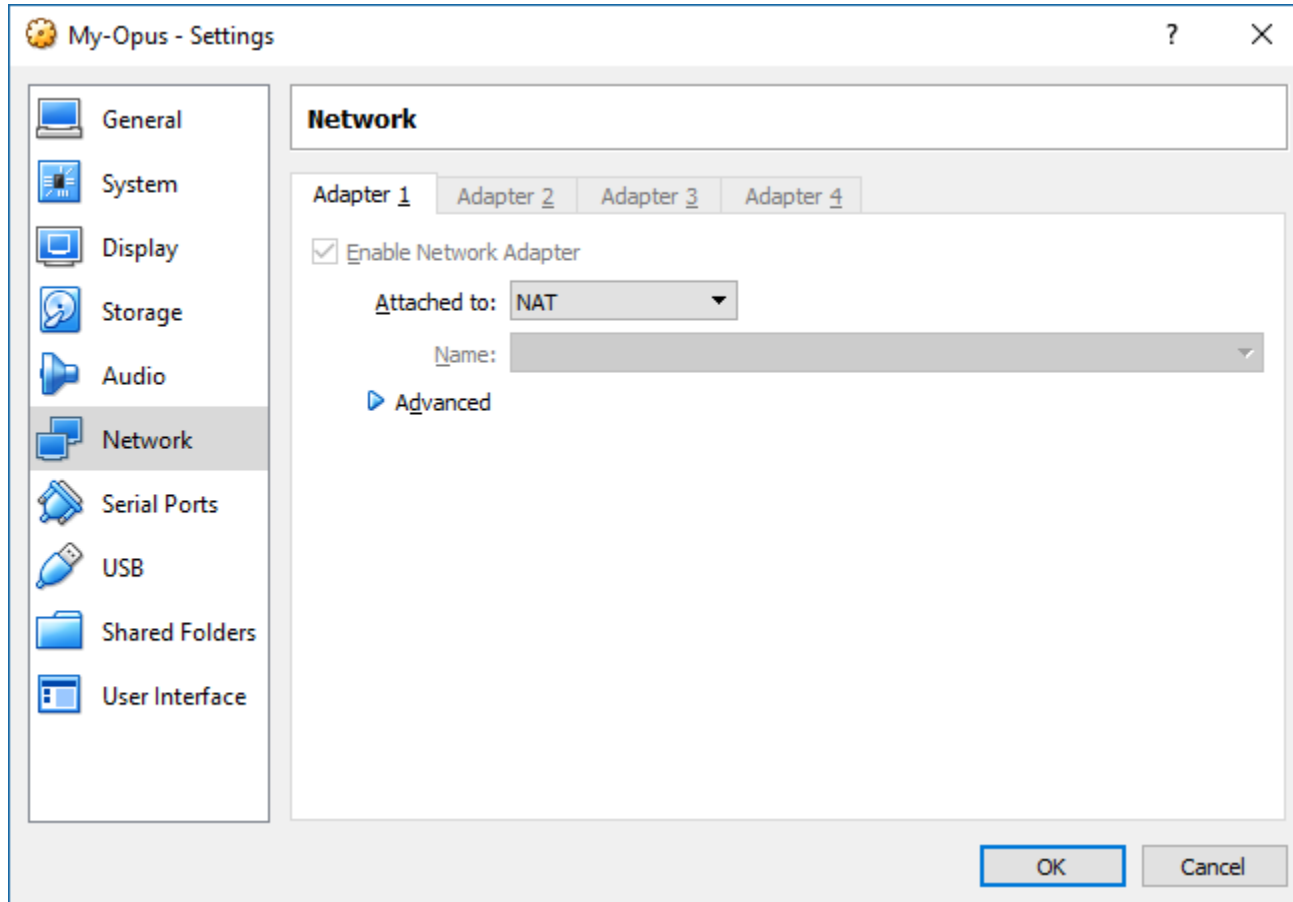 My-Opus - Settings
?
General
System
Display
Storage
Audio
Network
Serial Ports
USB
Shared Folders
User Interface
Network
Adapter 1
Adapter 2
Adapter 3
Adapter 4
Enable Network Adapter
Attached to: NAT
Name:
Advanced
OK
Cancel